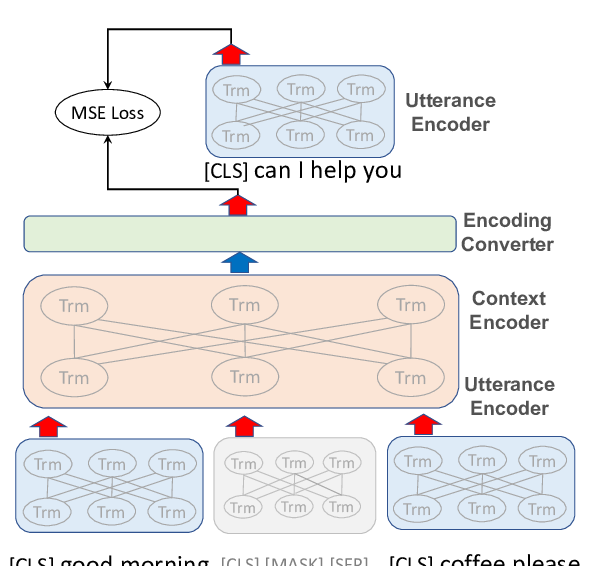 Trm Trm Trm
Utterance
Encoder
MSE Loss
Trm Trm Trm
[CLS] can I help you
Encoding
Converter
Trm Trm Trm
Context
Encoder
Trm Trm Trm
Utterance
Encoder
Trm Trm Trm Trm Trm Trm Trm Trm Trm
Trm Trm Trm Trm Trm Trm Trm Trm Trm
[CLS] good morning [CLS] [MASK] [SEP] [CLS] coffee please